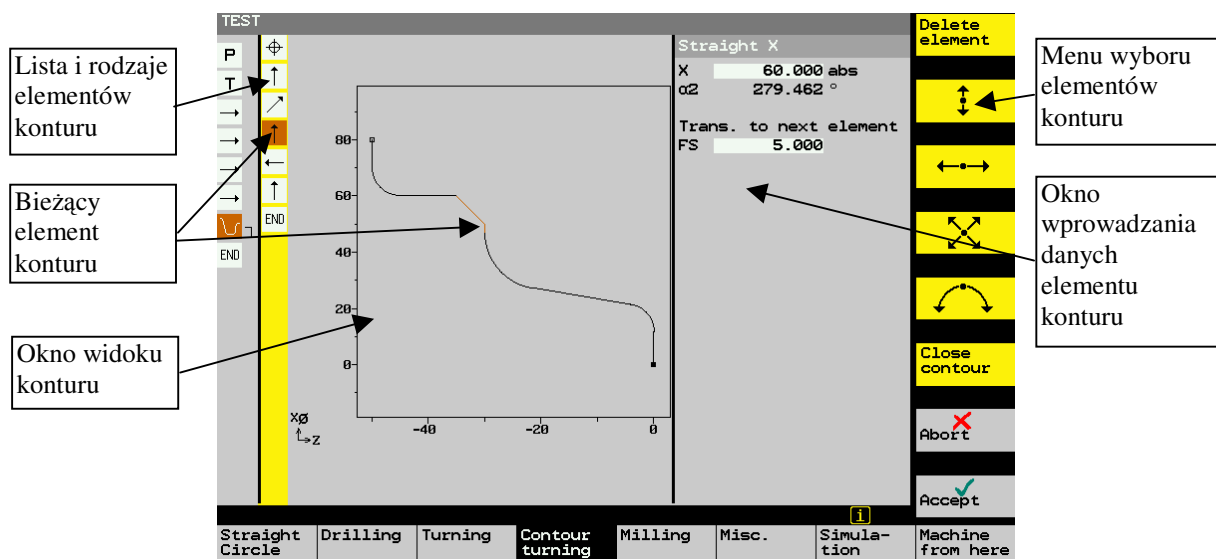 TEST
Lista i rodzaje
elementów
konturu
Bieżący
element
konturu
Okno widoku
konturu
P
T
END
END
80
60
40
20
0
-40
-20
0
XØ
Z
Straight X
X 60.000 abs
α2 279.462 °
Trans. to next element
FS 5.000
Delete
element
Close
contour
Abort
Accept
Menu wyboru
elementów
konturu
Okno
wprowadzania
danych
elementu
konturu
i
Straight
Circle
Drilling
Turning
Contour
turning
Milling
Misc.
Simula-
tion
Machine
from here